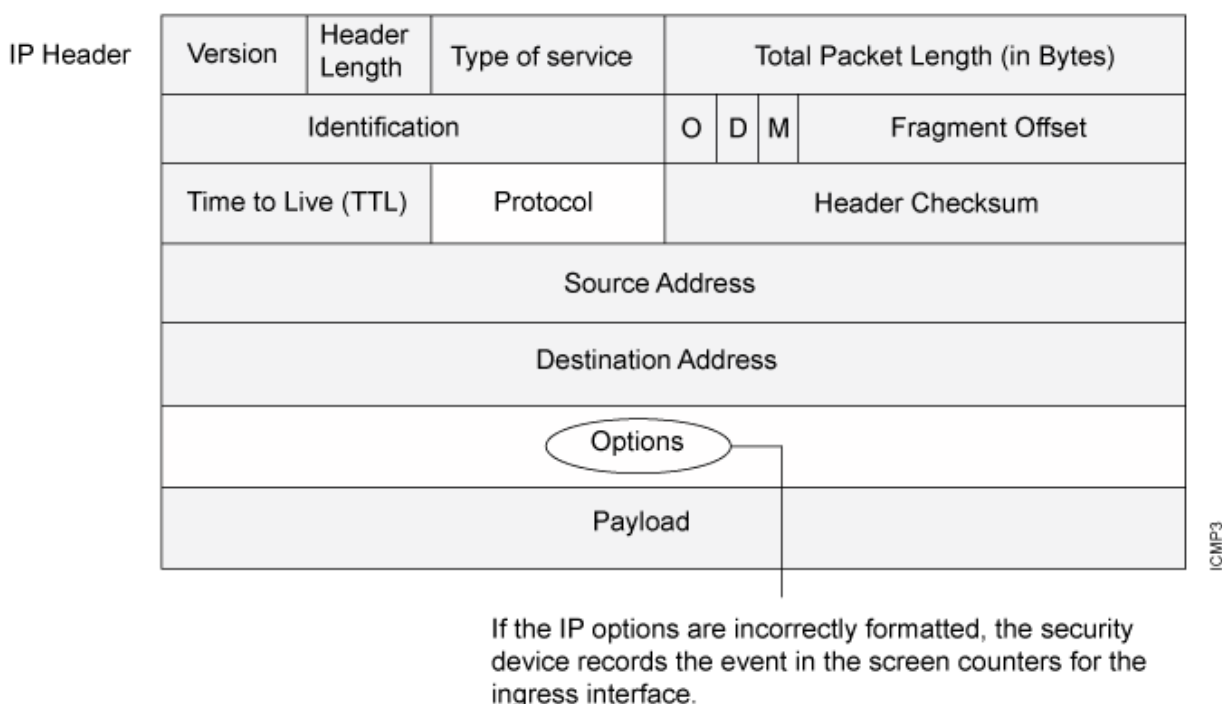 IP Header
Version
Header
Length
Type of service
Total Packet Length (in Bytes)
Identification
O
D
M
Fragment Offset
Time to Live (TTL)
Protocol
Header Checksum
Source Address
Destination Address
Options
Payload
ICMP3
If the IP options are incorrectly formatted, the security
device records the event in the screen counters for the
ingress interface.